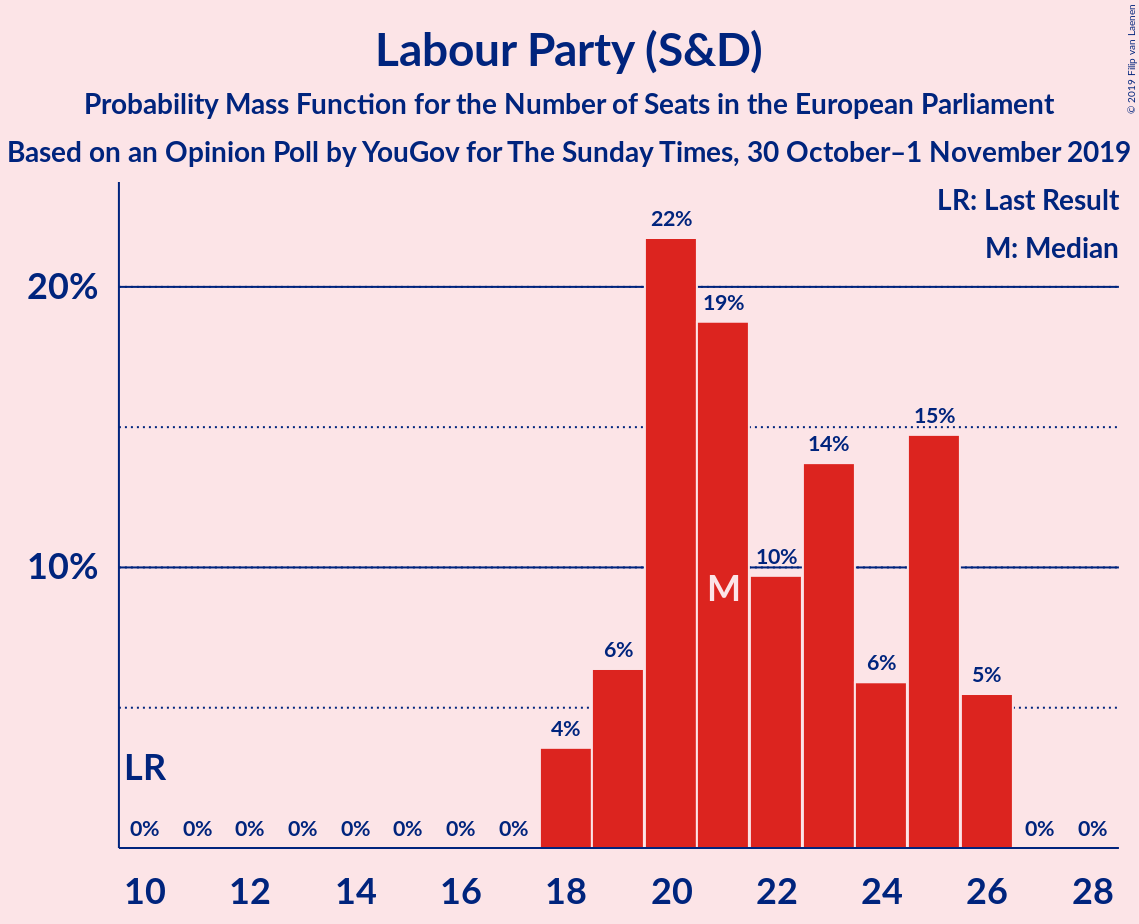 Labour Party (S&D)
Probability Mass Function for the Number of Seats in the European Parliament
Based on an Opinion Poll by YouGov for The Sunday Times, 30 October–1 November 2019
© 2019 Filip van Laenen
LR: Last Result
M: Median
20%
10%
22%
19%
15%
14%
10%
M
6%
6%
5%
4%
LR
0% 0% 0% 0% 0% 0% 0% 0% 0% 0%
10 12 14 16 18 20 22 24 26 28